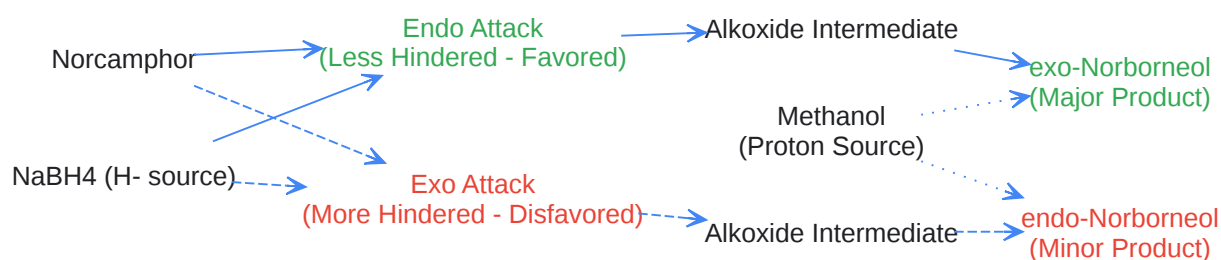 Norcamphor
NaBH4 (H- source)
Endo Attack
(Less Hindered - Favored)
Exo Attack
(More Hindered - Disfavored)
Alkoxide Intermediate
Methanol
(Proton Source)
Alkoxide Intermediate
exo-Norborneol
(Major Product)
endo-Norborneol
(Minor Product)